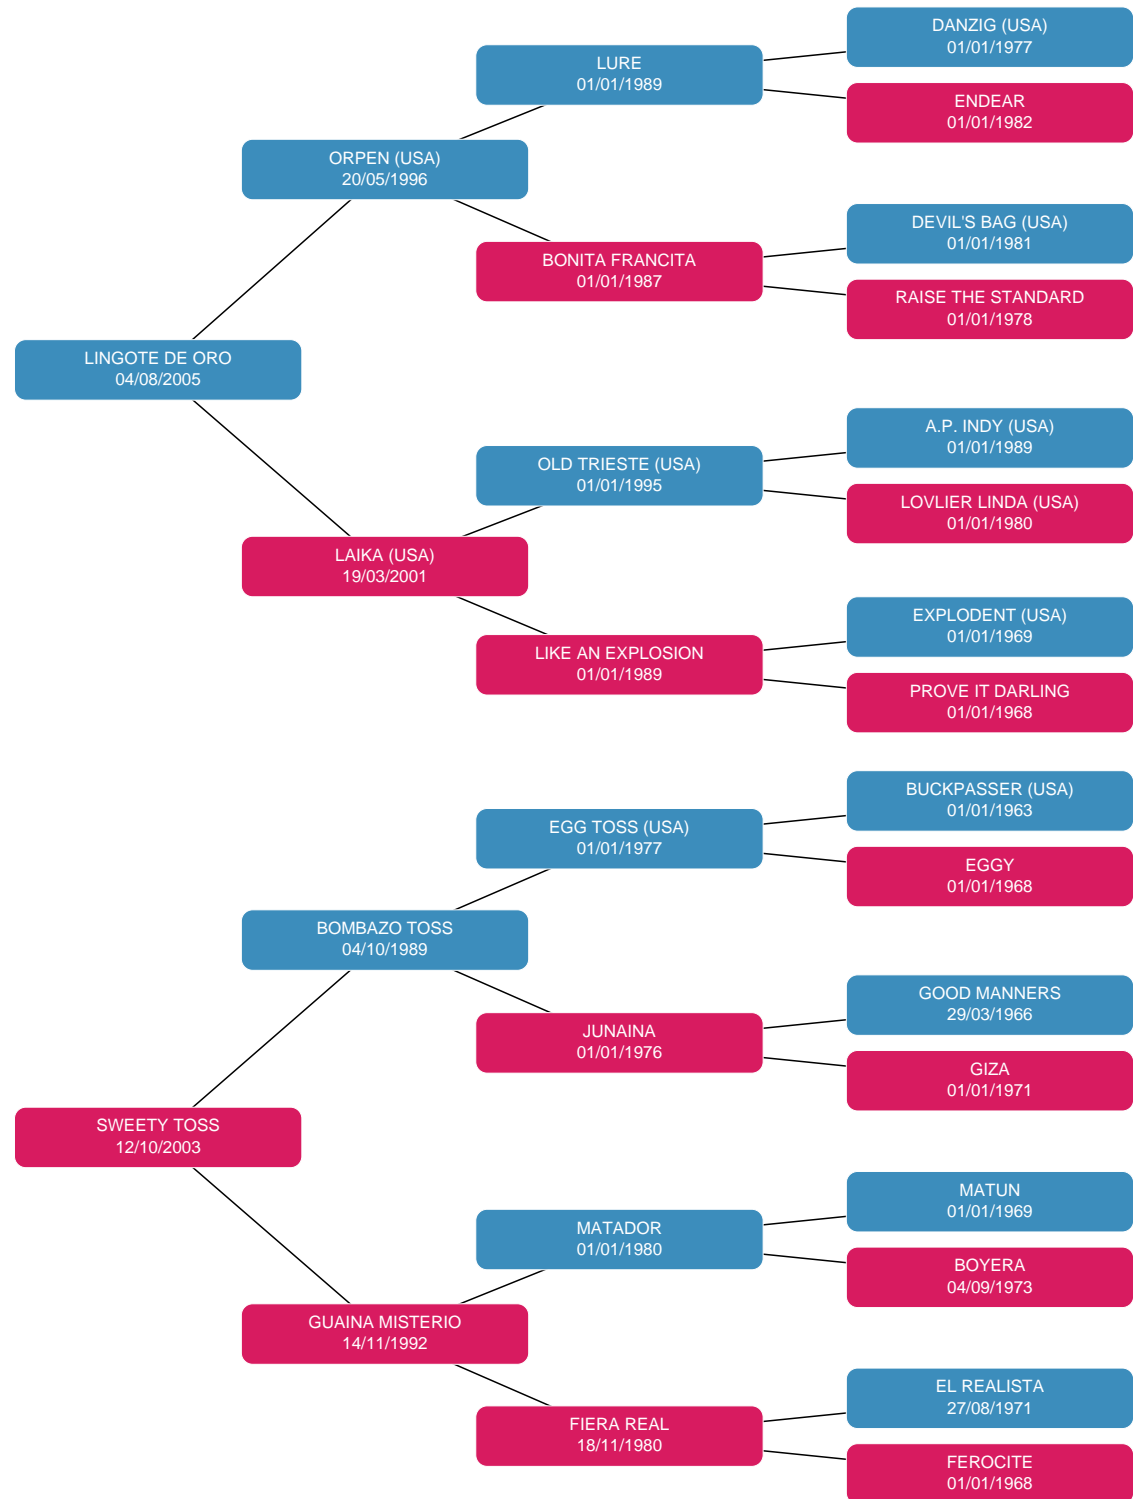 DANZIG (USA)
01/01/1977
LURE
01/01/1989
ENDEAR
01/01/1982
ORPEN (USA)
20/05/1996
DEVIL'S BAG (USA)
01/01/1981
BONITA FRANCITA
01/01/1987
RAISE THE STANDARD
01/01/1978
LINGOTE DE ORO
04/08/2005
A.P. INDY (USA)
01/01/1989
OLD TRIESTE (USA)
01/01/1995
LOVLIER LINDA (USA)
01/01/1980
LAIKA (USA)
19/03/2001
EXPLODENT (USA)
01/01/1969
LIKE AN EXPLOSION
01/01/1989
PROVE IT DARLING
01/01/1968
BUCKPASSER (USA)
01/01/1963
EGG TOSS (USA)
01/01/1977
EGGY
01/01/1968
BOMBAZO TOSS
04/10/1989
GOOD MANNERS
29/03/1966
JUNAINA
01/01/1976
GIZA
01/01/1971
SWEETY TOSS
12/10/2003
MATUN
01/01/1969
MATADOR
01/01/1980
BOYERA
04/09/1973
GUAINA MISTERIO
14/11/1992
EL REALISTA
27/08/1971
FIERA REAL
18/11/1980
FEROCITE
01/01/1968